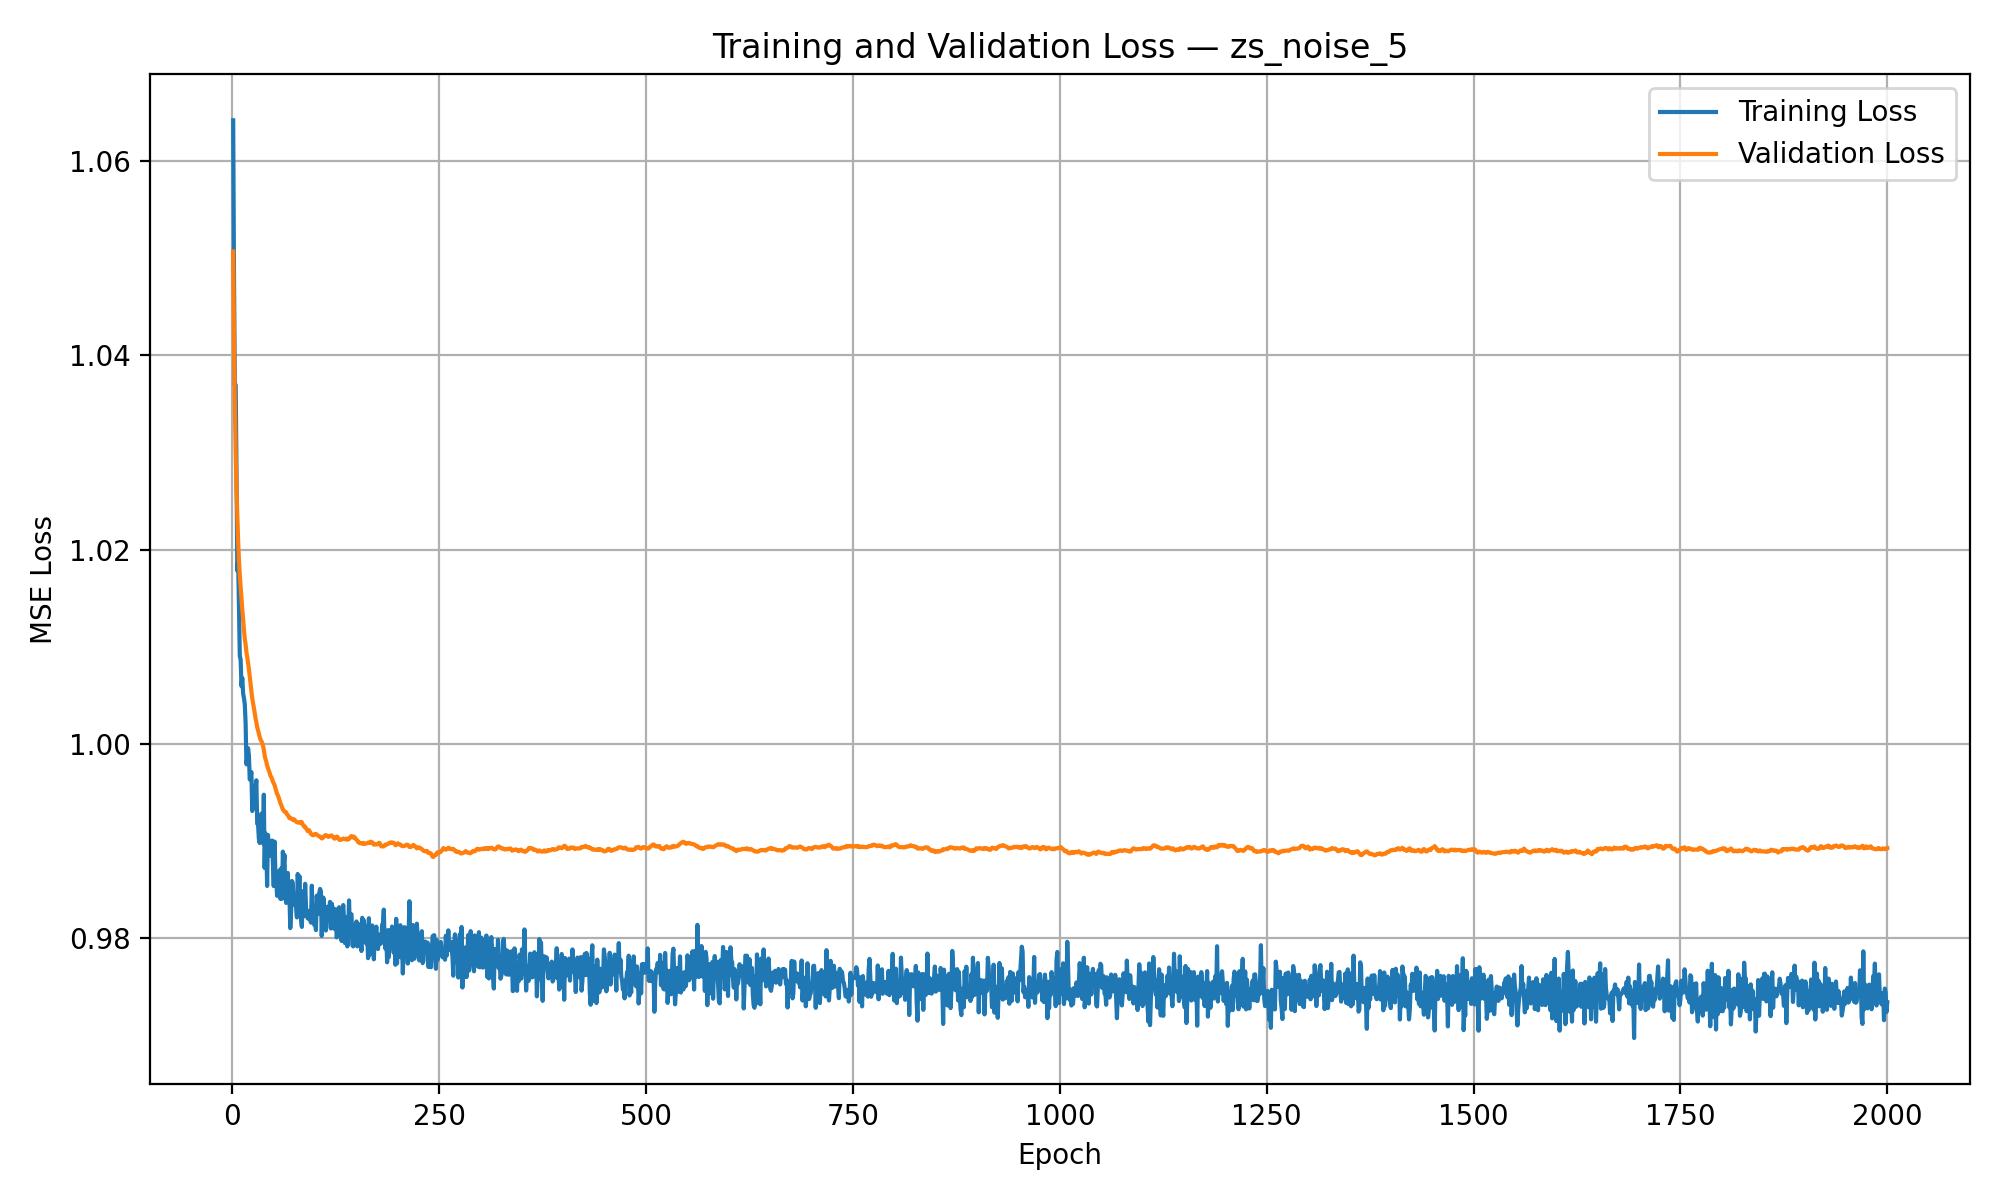 Training and Validation Loss — zs_noise_5
Training Loss
Validation Loss
1.06
1.04
1.02
1.00
0.98
MSE Loss
0
250
500
750
1000
1250
1500
1750
2000
Epoch